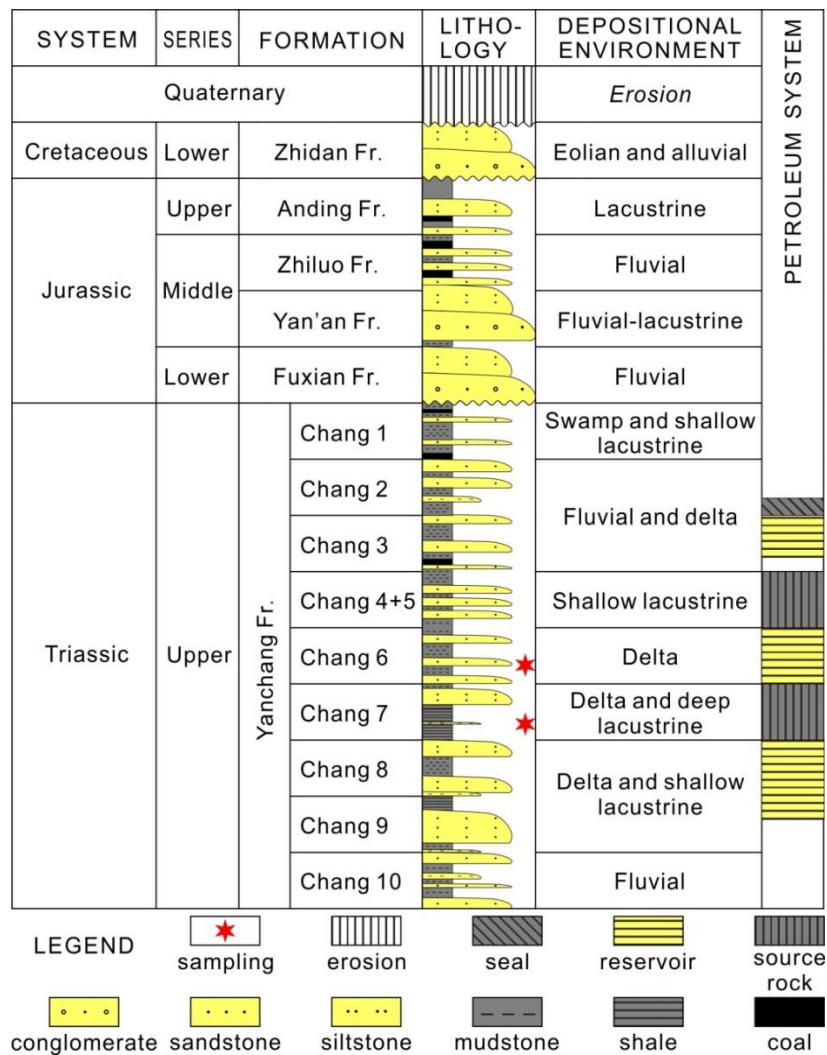 SYSTEM
SERIES
FORMATION
LITHO-
LOGY
DEPOSITIONAL
ENVIRONMENT
PETROLEUM SYSTEM
Quaternary
Erosion
Cretaceous
Lower
Zhidan Fr.
Eolian and alluvial
Jurassic
Upper
Anding Fr.
Lacustrine
Middle
Zhiluo Fr.
Fluvial
Yan'an Fr.
Fluvial-lacustrine
Lower
Fuxian Fr.
Fluvial
Triassic
Upper
Yanchang Fr.
Chang 1
Swamp and shallow
lacustrine
Chang 2
Fluvial and delta
Chang 3
Chang 4+5
Shallow lacustrine
Chang 6
Delta
Chang 7
Delta and deep
lacustrine
Chang 8
Delta and shallow
lacustrine
Chang 9
Chang 10
Fluvial
LEGEND
sampling
erosion
seal
reservoir
source
rock
conglomerate
sandstone
siltstone
mudstone
shale
coal